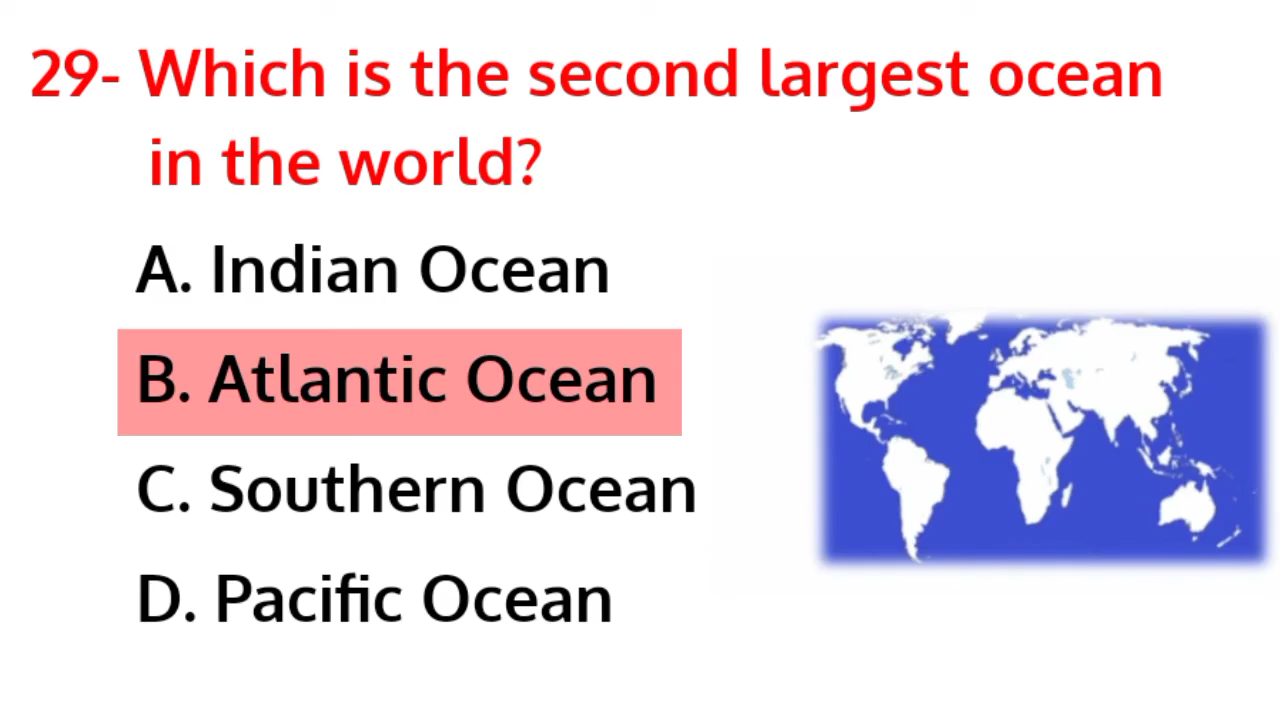 29- Which is the second largest ocean
in the world?
A. Indian Ocean
B. Atlantic Ocean
C. Southern Ocean
D. Pacific Ocean